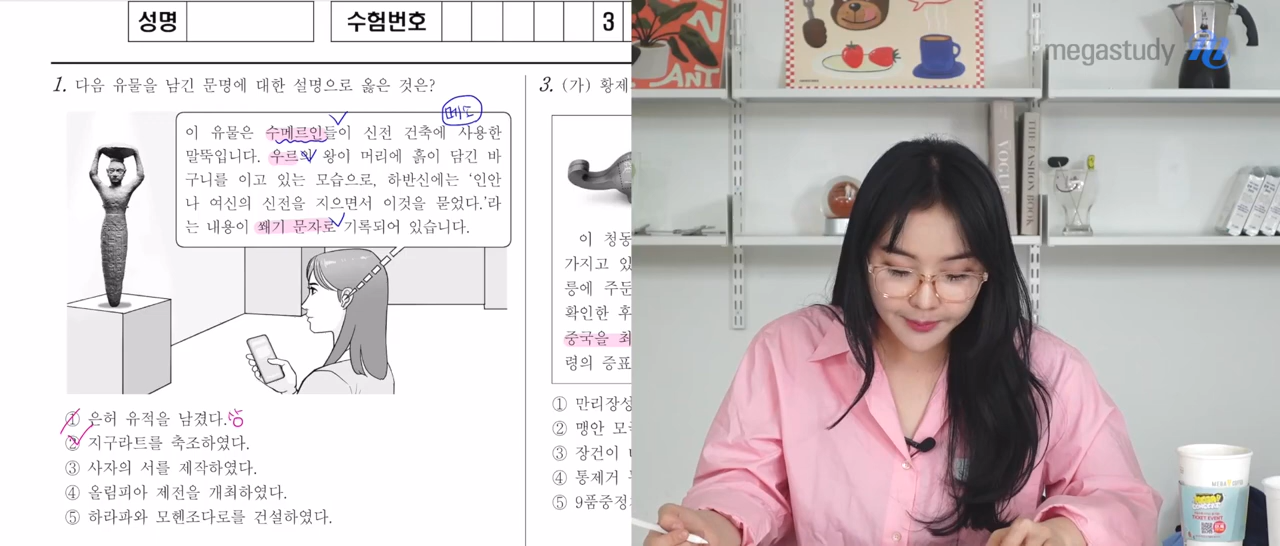 성명
수험번호
3
1. 다음 유물을 남긴 문명에 대한 설명으로 옳은 것은?
메도
이 유물은 수메르인들이 신전 건축에 사용한
말뚝입니다. 우르의 왕이 머리에 흙이 담긴 바
구니를 이고 있는 모습으로, 하반신에는 ‘인안
나 여신의 신전을 지으면서 이것을 묻었다.’라
는 내용이 쐐기 문자로 기록되어 있습니다.
① 은허 유적을 남겼다. 상
② 지구라트를 축조하였다.
③ 사자의 서를 제작하였다.
④ 올림피아 제전을 개최하였다.
⑤ 하라파와 모헨조다로를 건설하였다.
3. (가) 황제
이 청동
가지고 있
릉에 주둔
확인한 후
중국을 최
령의 증표
① 만리장성
② 맹안 모
③ 장건이
④ 통제거
⑤ 9품중정
megastudy
ANT
VOGUE
THE FASHION BOOK
TICKET EVENT